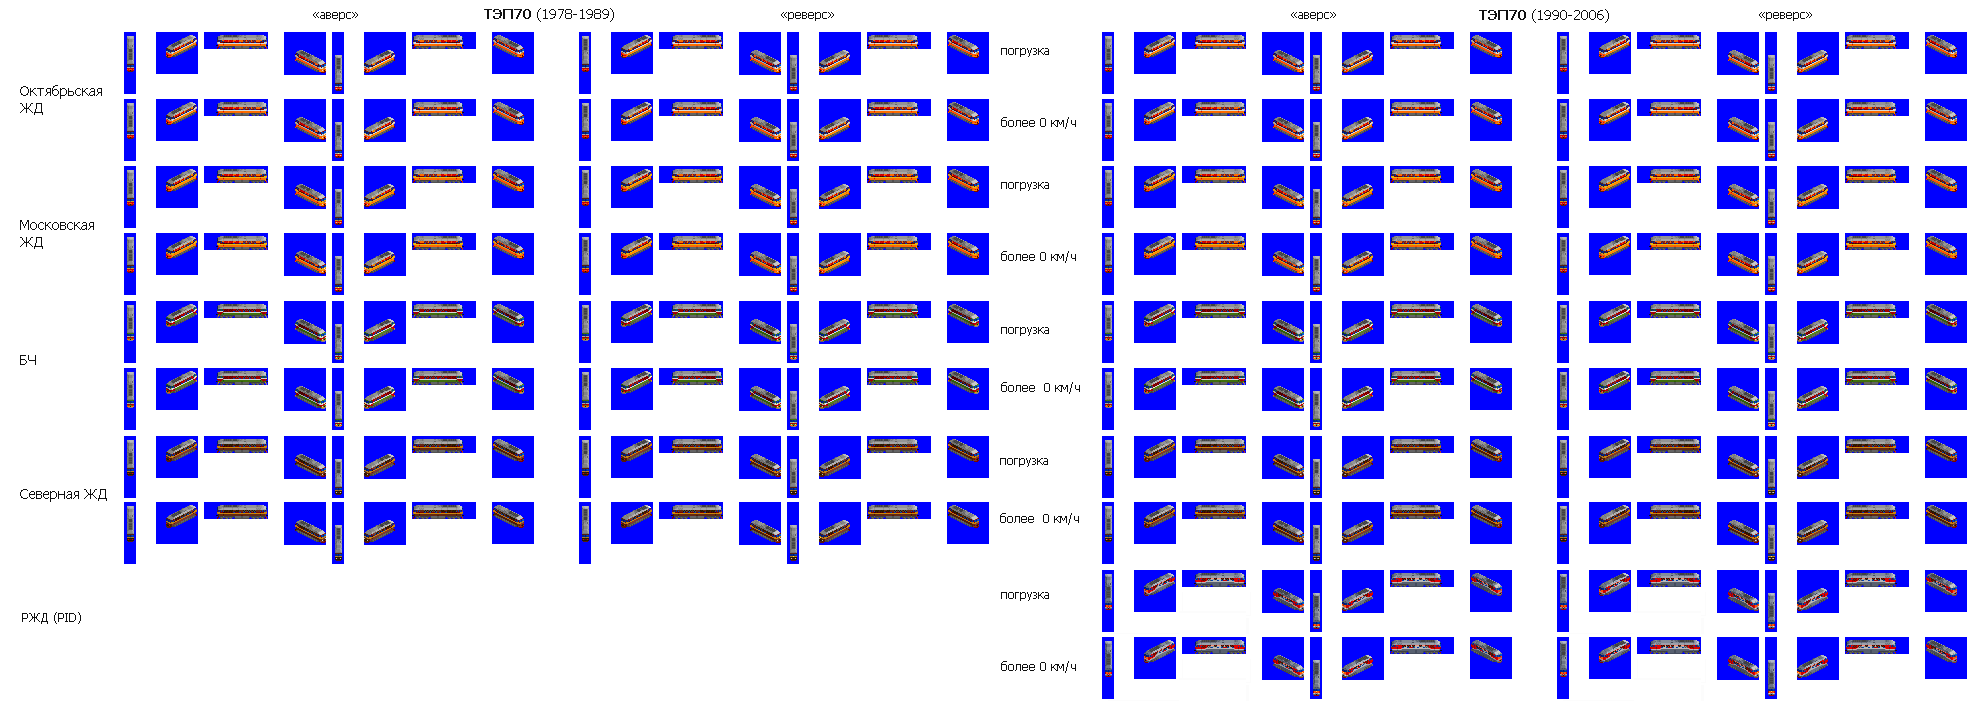 «аверс» ТЭП70 (1978-1989) «реверс» «аверс» ТЭП70 (1990-2006) «реверс»
погрузка
Октябрьская
ЖД
более 0 км/ч
погрузка
Московская
ЖД
более 0 км/ч
погрузка
БЧ
более 0 км/ч
погрузка
Северная ЖД
более 0 км/ч
погрузка
РЖД (PID)
более 0 км/ч